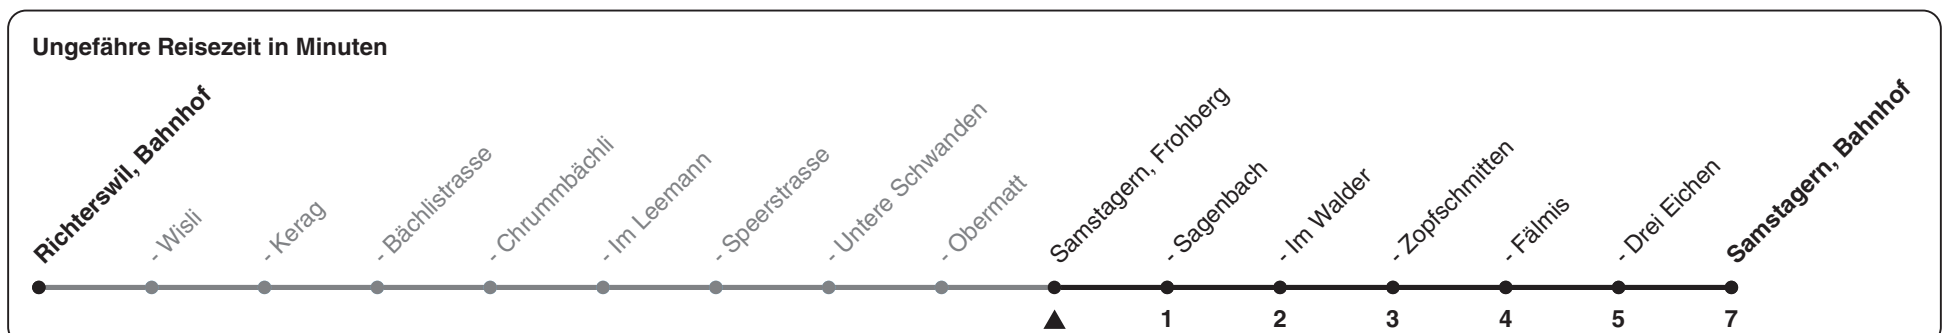 Ungefähre Reisezeit in Minuten
Richterswil, Bahnhof
- Wisli
- Kerag
- Bächlistrasse
- Chrummbächli
- Im Leemann
- Speerstrasse
- Untere Schwanden
- Obermatt
Samstagern, Frohberg
- Sagenbach
- Im Walder
- Zopfschmitten
- Fälmis
- Drei Eichen
Samstagern, Bahnhof
1 2 3 4 5 7